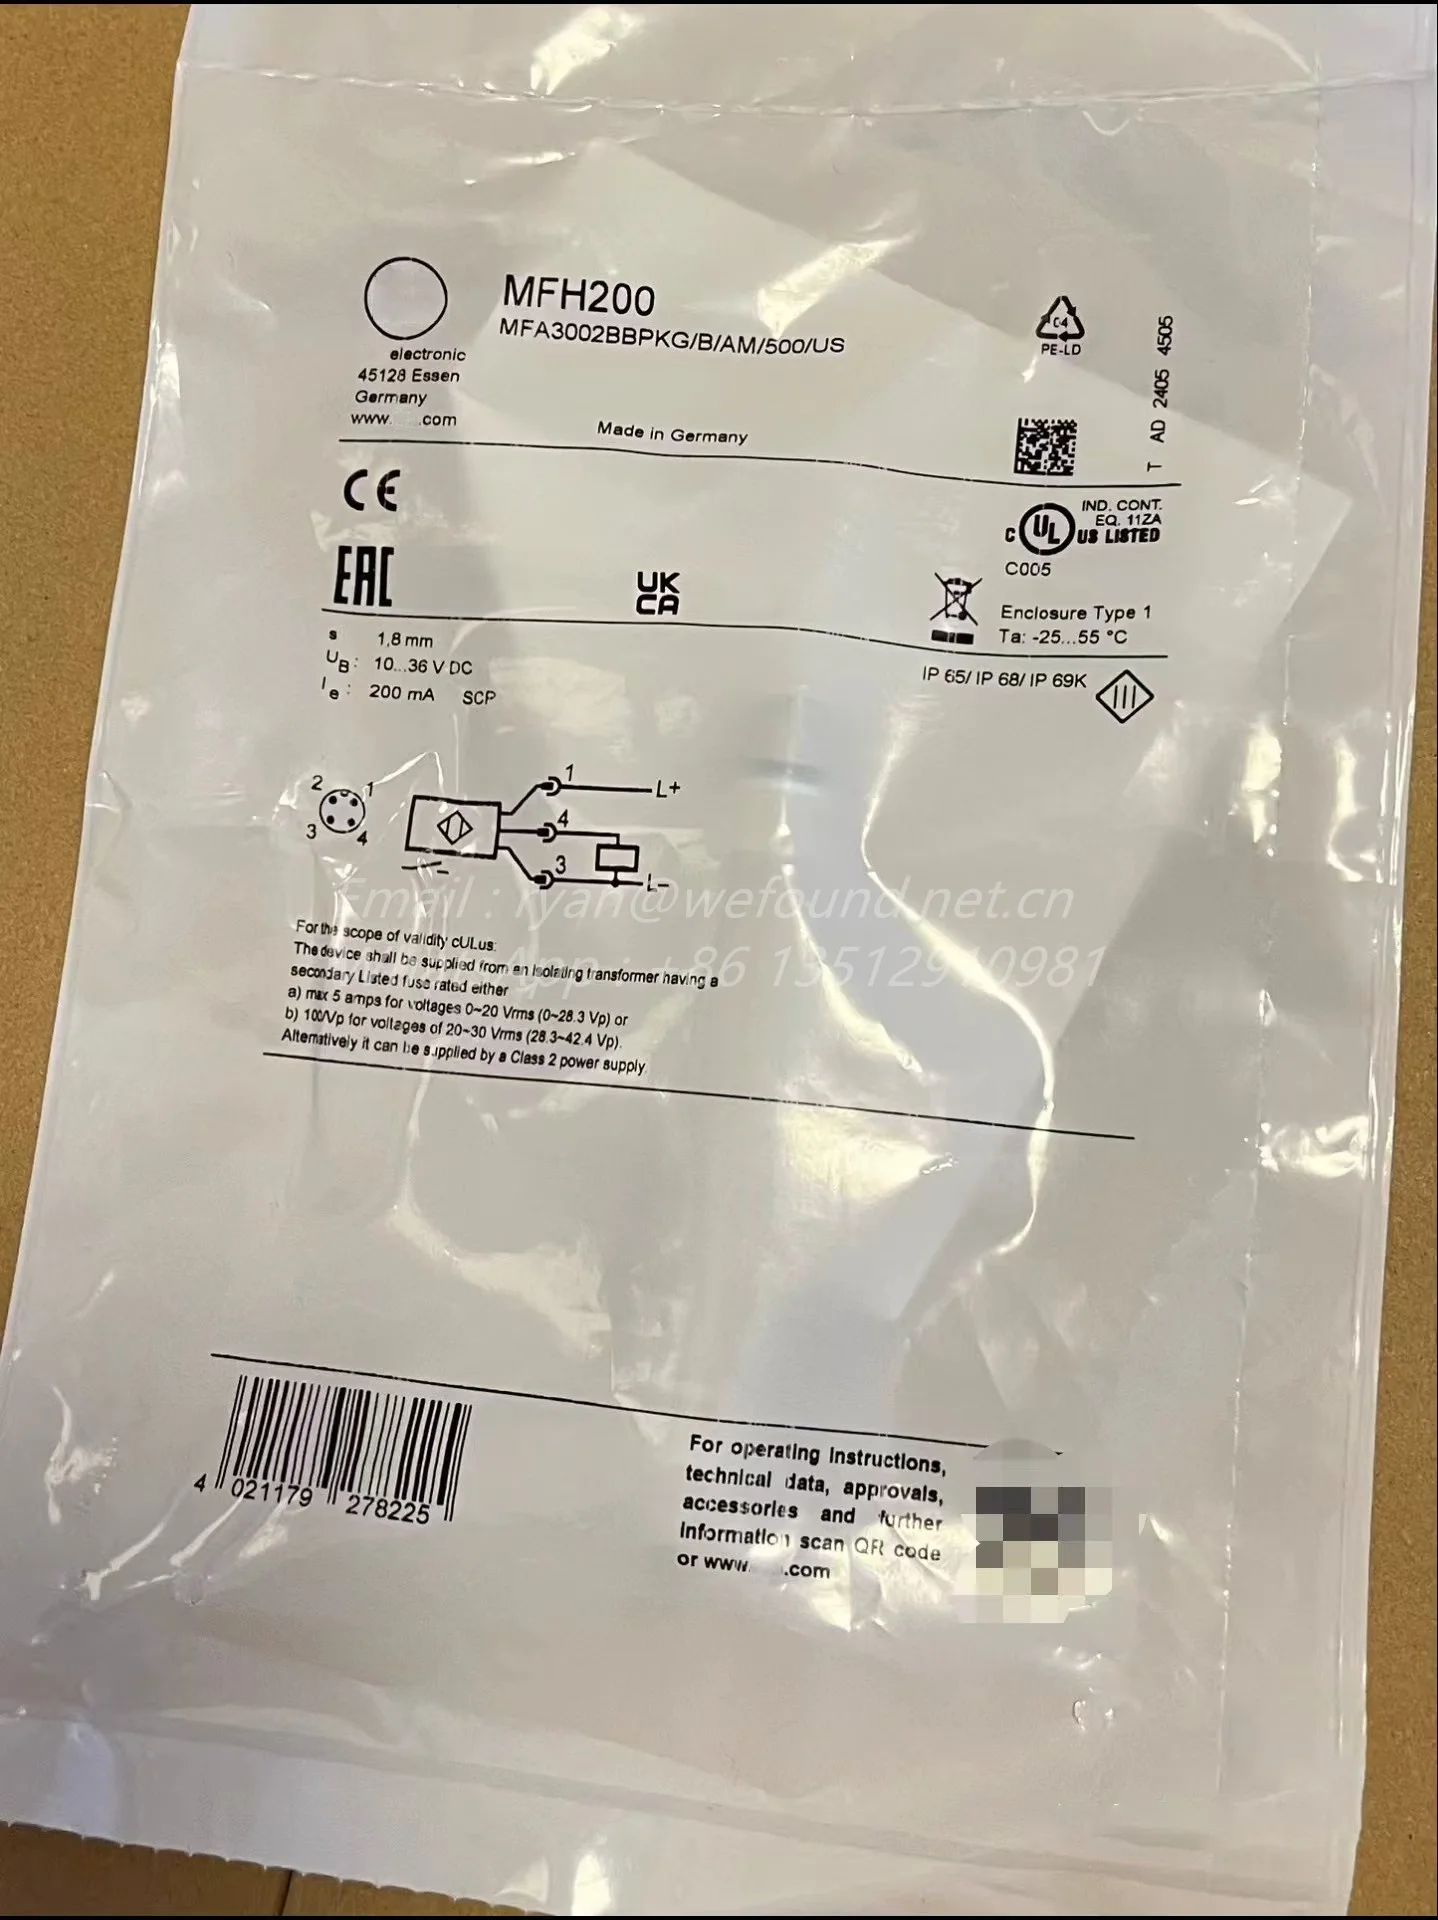 MFH200
MFA3002BBPKG/B/AM/500/US
electronic
45128 Essen
Germany
www. .com
Made in Germany
04
PE-LD
T AD 2405 4505
CE
EAC
UK
CA
C UL US LISTED
IND. CONT.
EQ. 11ZA
C005
Enclosure Type 1
Ta: -25...55 °C
s 1,8 mm
UB: 10...36 V DC
Ie: 200 mA SCP
IP 65/ IP 68/ IP 69K
III
2 1
3 4
1 L+
4
3 L-
Email : ryan@wefound.net.cn
For the scope of validity cULus:
The device shall be supplied from an isolating transformer having a
secondary Listed fuse rated either
a) max 5 amps for voltages 0~20 Vrms (0~28.3 Vp) or
b) 100/Vp for voltages of 20~30 Vrms (28.3~42.4 Vp).
Alternatively it can be supplied by a Class 2 power supply.
+86 13512910981
4 021179 278225
For operating instructions,
technical data, approvals,
accessories and further
information scan QR code
or www. .com